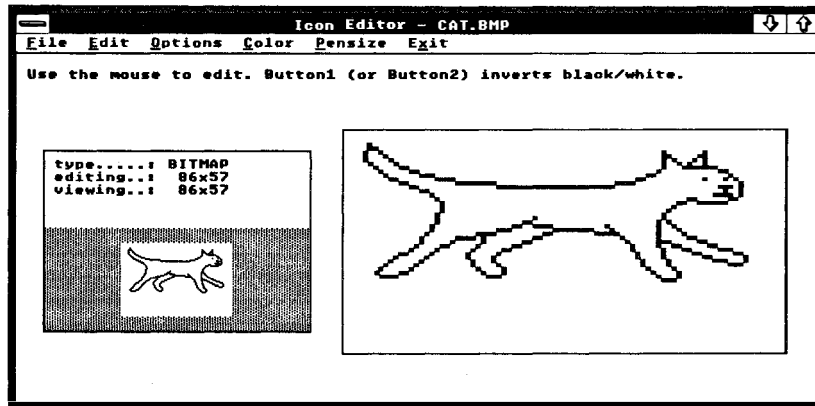 Icon Editor - CAT.BMP
File Edit Options Color Pensize Exit
Use the mouse to edit. Button1 (or Button2) inverts black/white.
type.....: BITMAP
editing..: 86x57
viewing..: 86x57